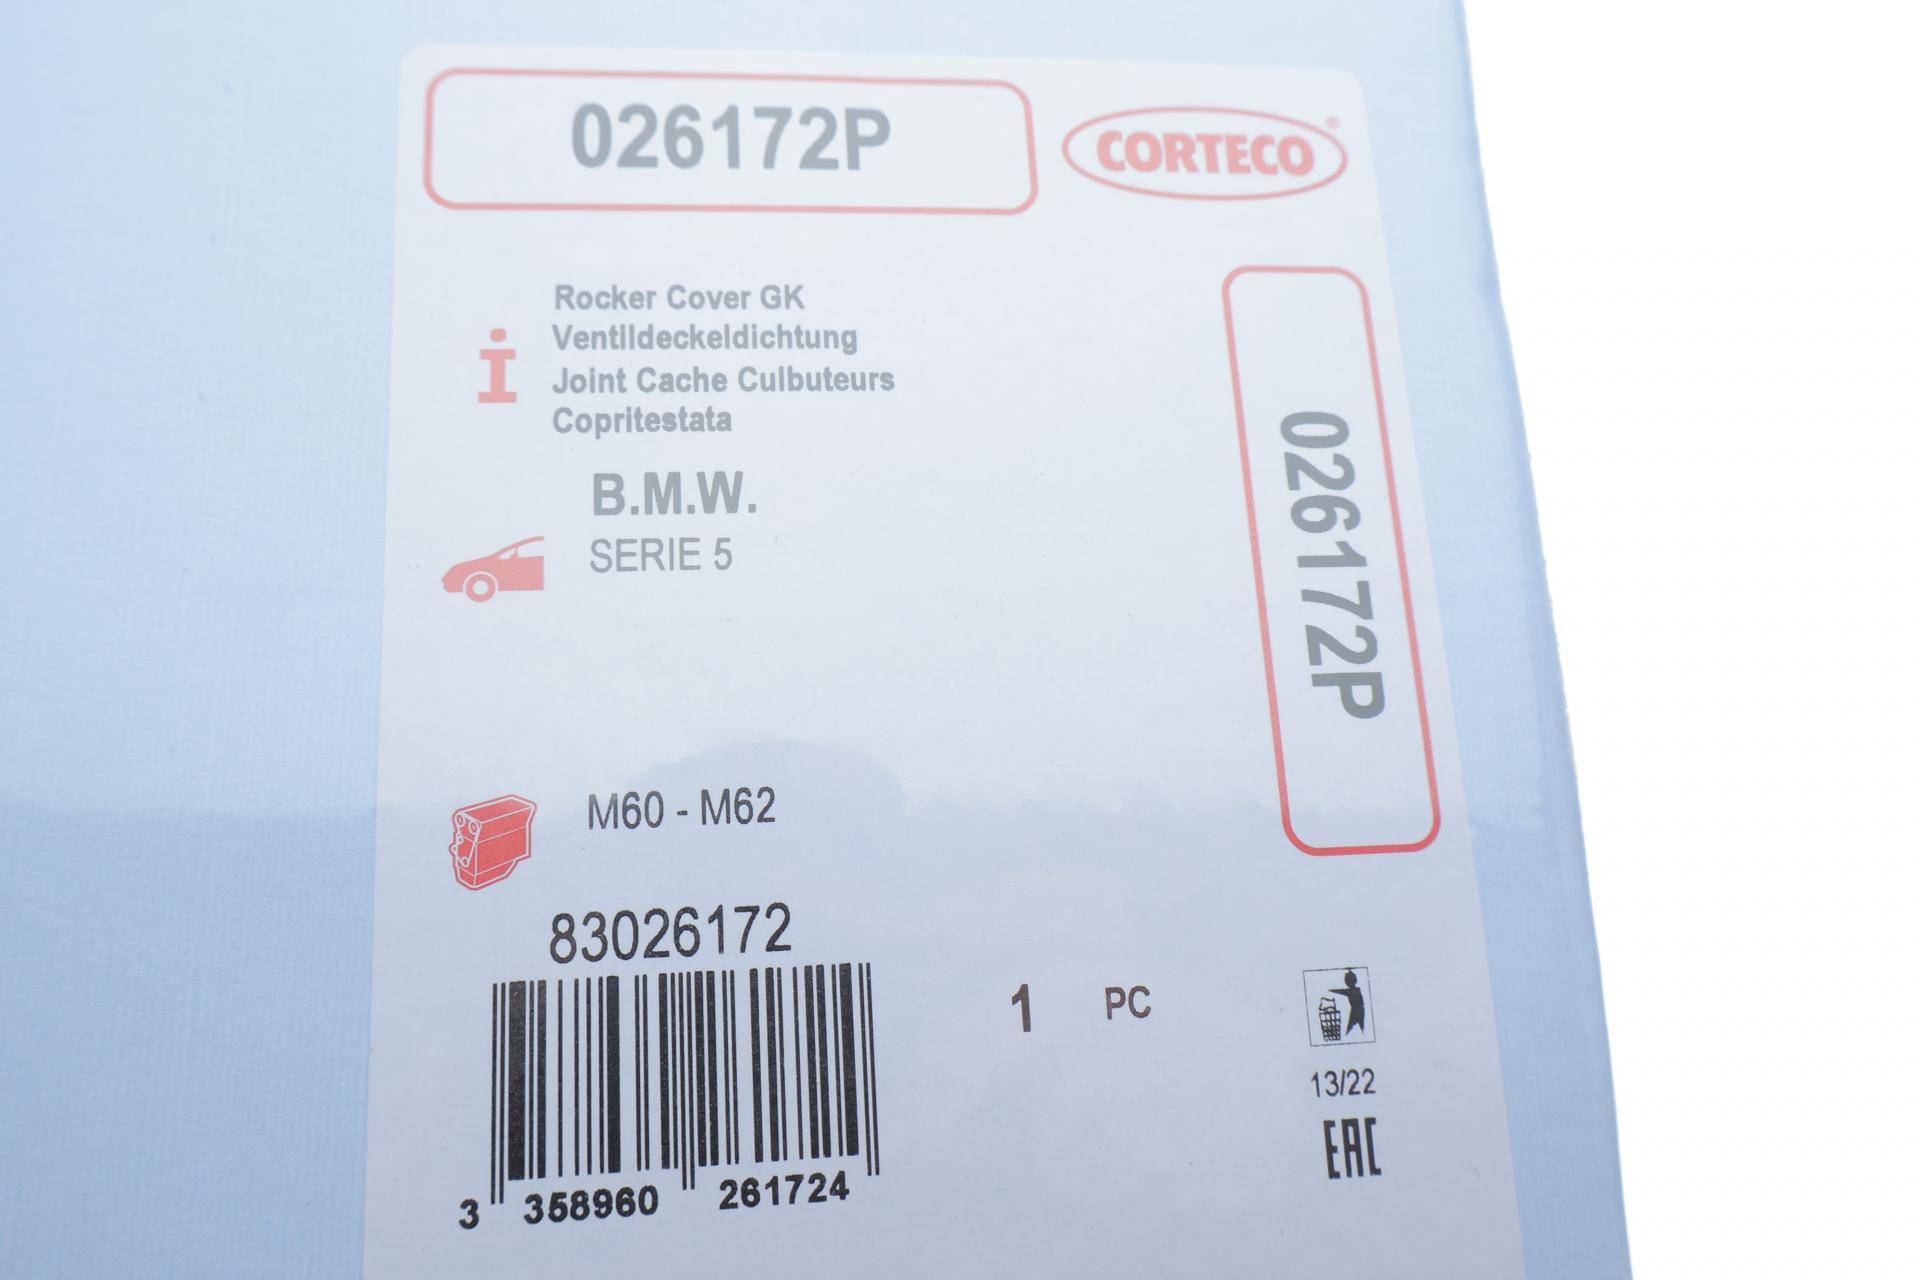 026172P
CORTECO®
Rocker Cover GK
Ventildeckeldichtung
Joint Cache Culbuteurs
Copritestata
026172P
B.M.W.
SERIE 5
M60 - M62
83026172
1 PC
13/22
EAC
3 358960 261724